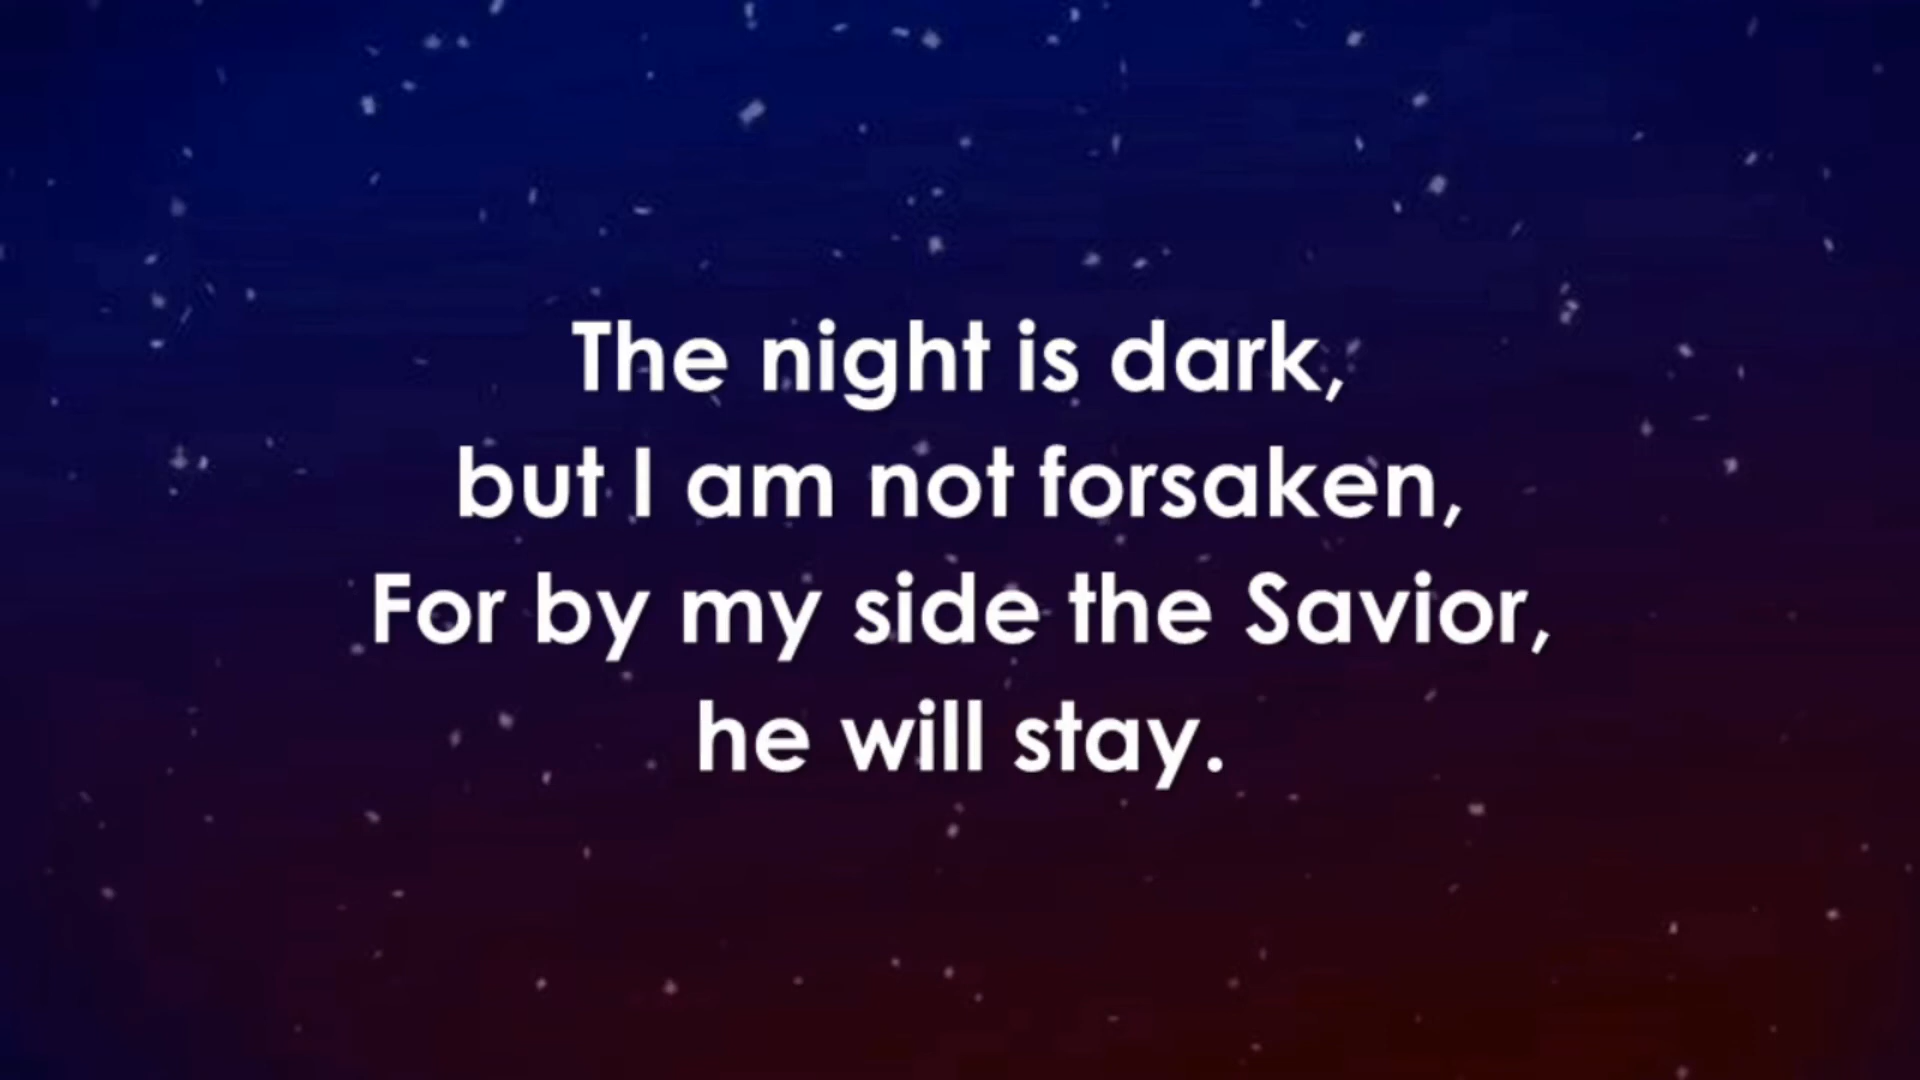 The night is dark,
but I am not forsaken,
For by my side the Savior,
he will stay.